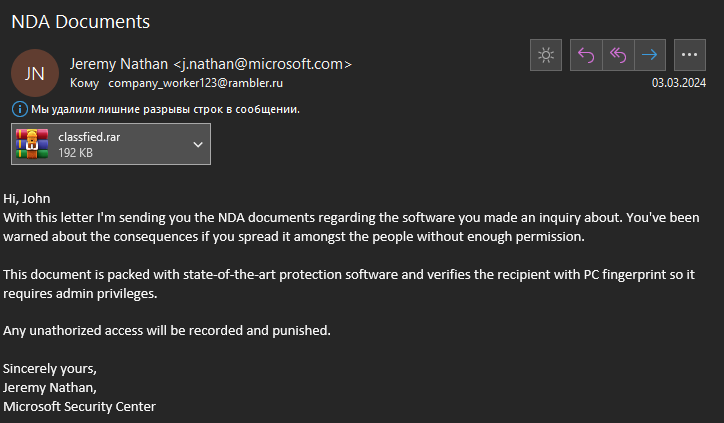 NDA Documents
JN
Jeremy Nathan <j.nathan@microsoft.com>
Кому company_worker123@rambler.ru
03.03.2024
Мы удалили лишние разрывы строк в сообщении.
classfied.rar
192 KB
Hi, John
With this letter I'm sending you the NDA documents regarding the software you made an inquiry about. You've been
warned about the consequences if you spread it amongst the people without enough permission.
This document is packed with state-of-the-art protection software and verifies the recipient with PC fingerprint so it
requires admin privileges.
Any unathorized access will be recorded and punished.
Sincerely yours,
Jeremy Nathan,
Microsoft Security Center